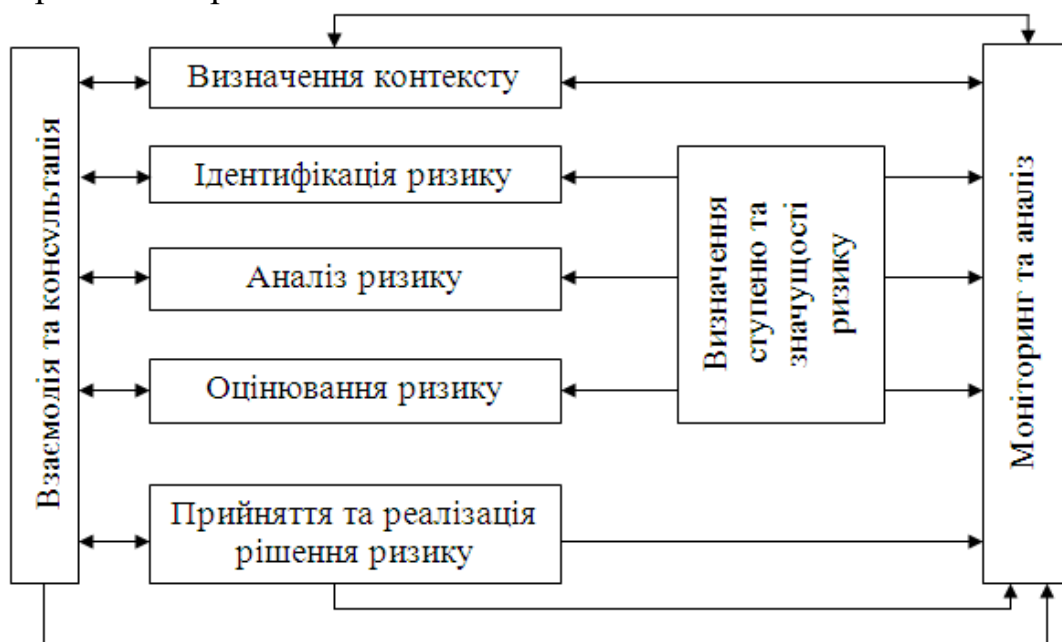 Взаємодія та консультація
Визначення контексту
Ідентифікація ризику
Аналіз ризику
Оцінювання ризику
Прийняття та реалізація
рішення ризику
Визначення
ступеню та
значущості
ризику
Моніторинг та аналіз